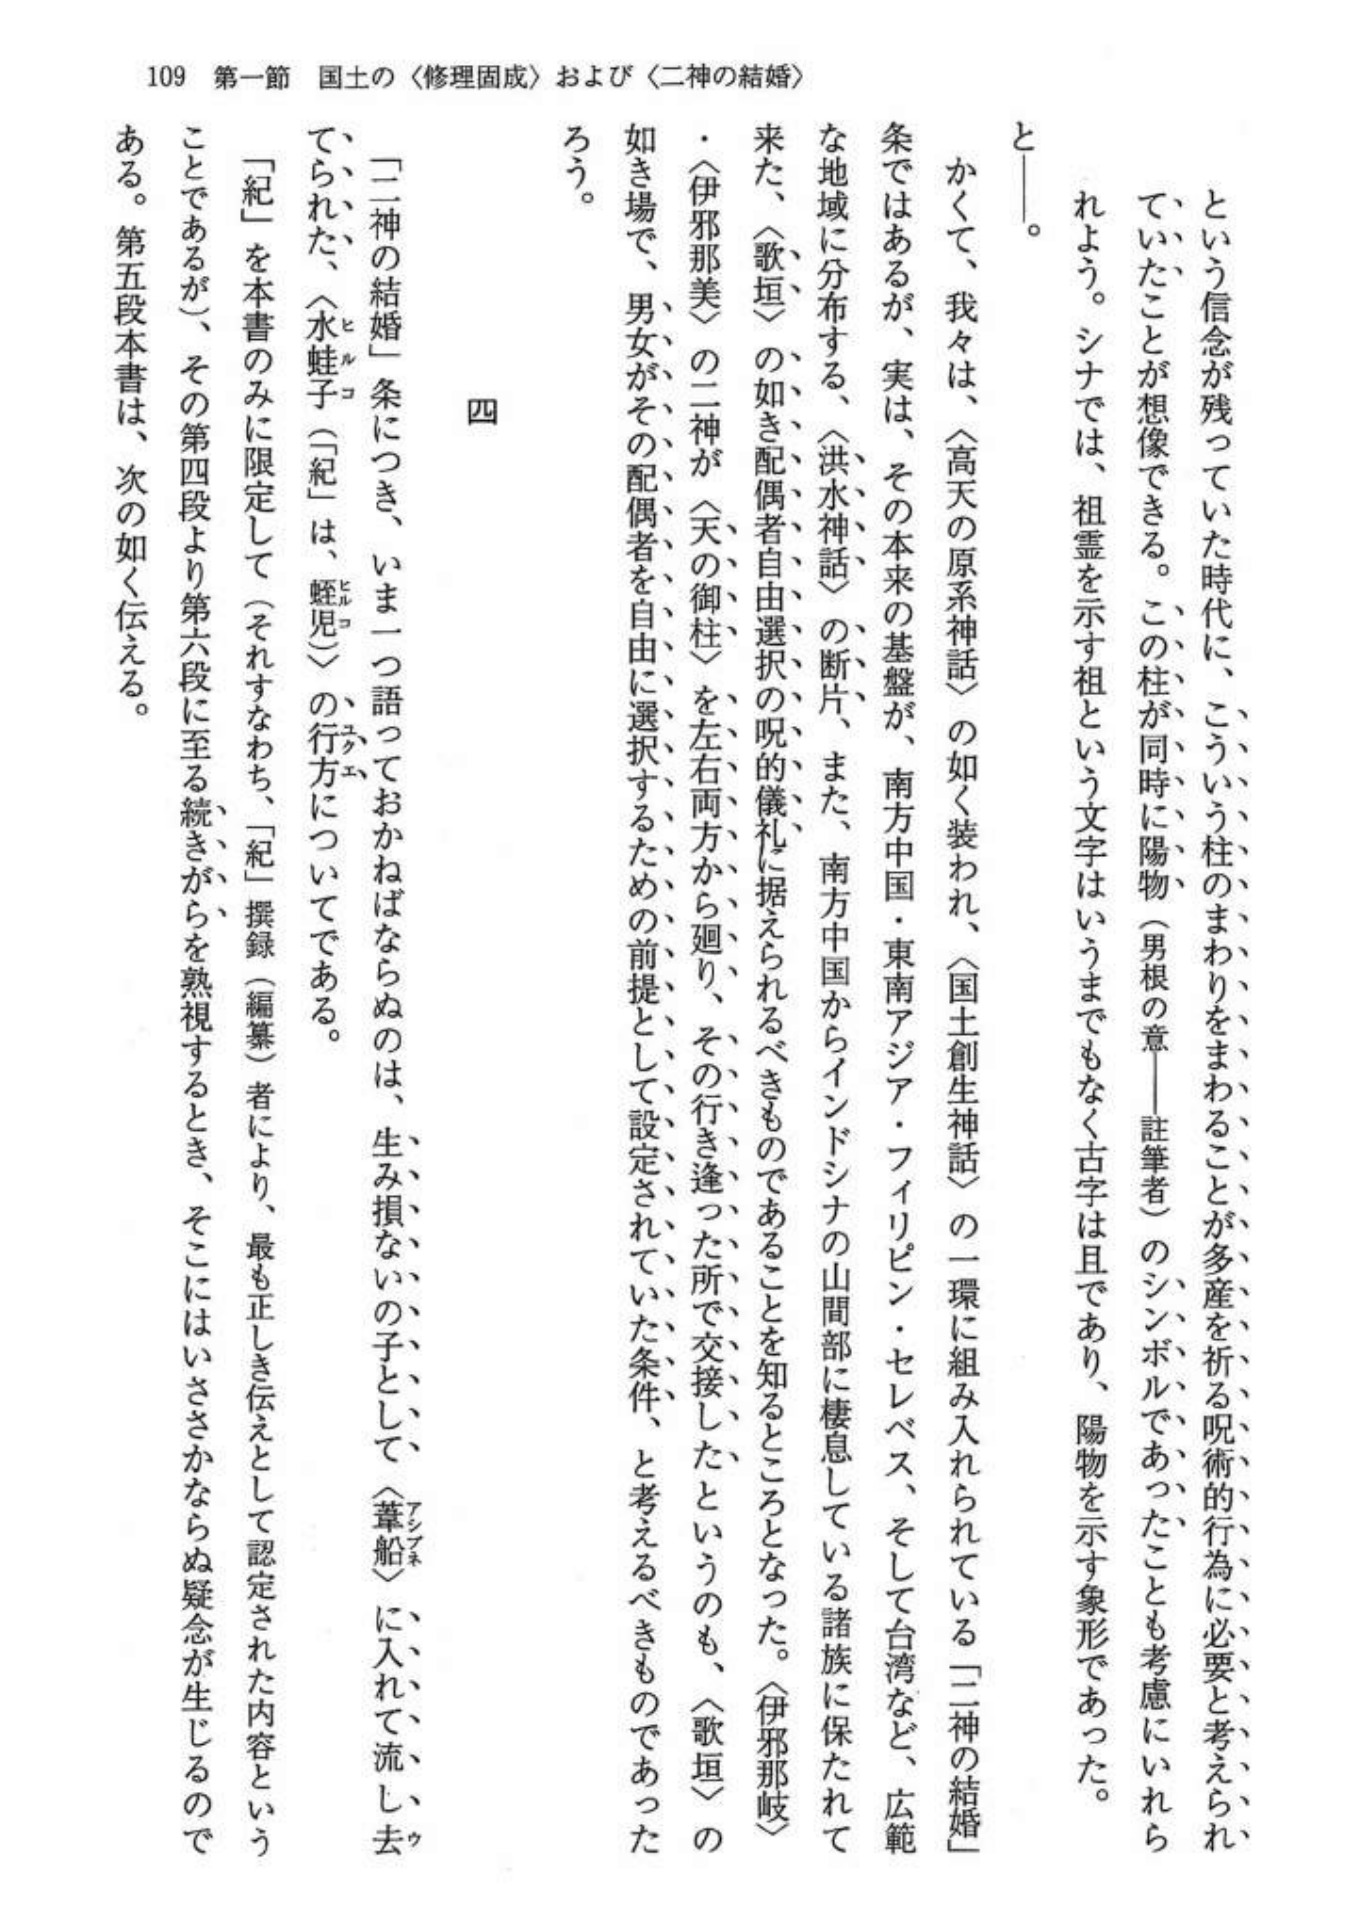 109　第一節　国土の〈修理固成〉および〈二神の結婚〉
という信念が残っていた時代に、こういう柱のまわりをまわることが多産を祈る呪術的行為に必要と考えられ
ていたことが想像できる。この柱が同時に陽物（男根の意――註筆者）のシンボルであったことも考慮にいれら
れよう。シナでは、祖霊を示す祖という文字はいうまでもなく古字は且であり、陽物を示す象形であった。
と――。
かくて、我々は、〈高天の原系神話〉の如く装われ、〈国土創生神話〉の一環に組み入れられている「二神の結婚」
条ではあるが、実は、その本来の基盤が、南方中国・東南アジア・フィリピン・セレベス、そして台湾など、広範
な地域に分布する、〈洪水神話〉の断片、また、南方中国からインドシナの山間部に棲息している諸族に保たれて
来た、〈歌垣〉の如き配偶者自由選択の呪的儀礼に据えられるべきものであることを知るところとなった。〈伊邪那岐〉
・〈伊邪那美〉の二神が〈天の御柱〉を左右両方から廻り、その行き逢った所で交接したというのも、〈歌垣〉の
如き場で、男女がその配偶者を自由に選択するための前提として設定されていた条件、と考えるべきものであった
ろう。
四
「二神の結婚」条につき、いま一つ語っておかねばならぬのは、生み損ないの子として〈葦船アシブネ〉に入れて流し去ウ
てられた、〈水蛭子ヒルコ（「紀」は、蛭児ヒルコ）〉の行方ユクエについてである。
「紀」を本書のみに限定して（それすなわち、「紀」撰録（編纂）者により、最も正しき伝えとして認定された内容という
ことであるが）、その第四段より第六段に至る続きがらを熟視するとき、そこにはいささかならぬ疑念が生じるので
ある。第五段本書は、次の如く伝える。